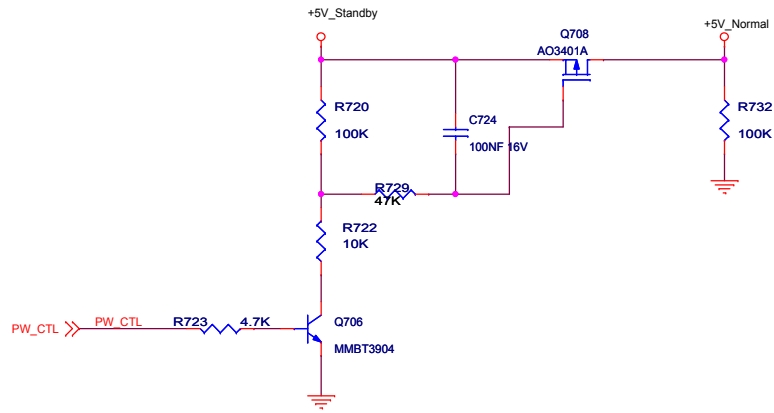 +5V_Standby
Q708
+5V_Normal
AO3401A
R720
100K
C724
100NF 16V
R732
100K
R729
47K
R722
10K
PW_CTL
PW_CTL
R723
4.7K
Q706
MMBT3904